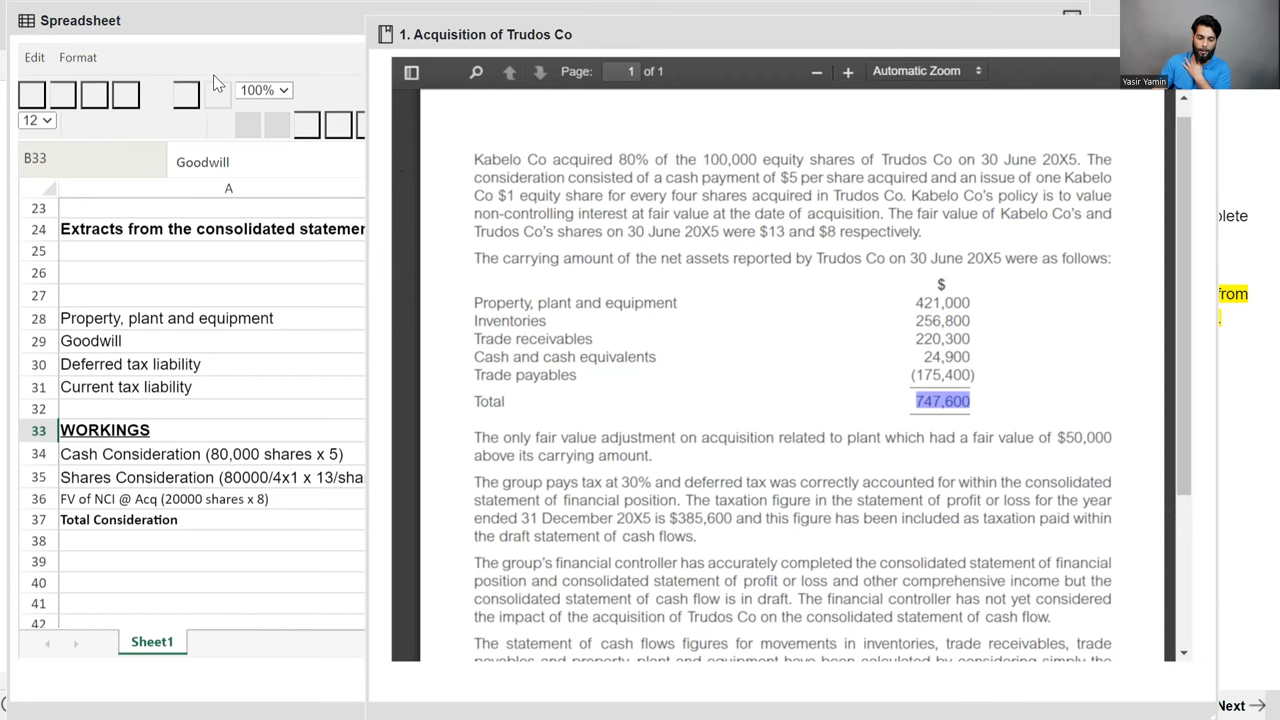 Spreadsheet
Edit Format
100%
12
B33 Goodwill
A
23
24 Extracts from the consolidated statemer
25
26
27
28 Property, plant and equipment
29 Goodwill
30 Deferred tax liability
31 Current tax liability
32
33 WORKINGS
34 Cash Consideration (80,000 shares x 5)
35 Shares Consideration (80000/4x1 x 13/sha
36 FV of NCI @ Acq (20000 shares x 8)
37 Total Consideration
38
39
40
41
42
Sheet1
1. Acquisition of Trudos Co
Page: 1 of 1
Automatic Zoom
Kabelo Co acquired 80% of the 100,000 equity shares of Trudos Co on 30 June 20X5. The
consideration consisted of a cash payment of $5 per share acquired and an issue of one Kabelo
Co $1 equity share for every four shares acquired in Trudos Co. Kabelo Co's policy is to value
non-controlling interest at fair value at the date of acquisition. The fair value of Kabelo Co's and
Trudos Co's shares on 30 June 20X5 were $13 and $8 respectively.
The carrying amount of the net assets reported by Trudos Co on 30 June 20X5 were as follows:
$
Property, plant and equipment 421,000
Inventories 256,800
Trade receivables 220,300
Cash and cash equivalents 24,900
Trade payables (175,400)
Total 747,600
The only fair value adjustment on acquisition related to plant which had a fair value of $50,000
above its carrying amount.
The group pays tax at 30% and deferred tax was correctly accounted for within the consolidated
statement of financial position. The taxation figure in the statement of profit or loss for the year
ended 31 December 20X5 is $385,600 and this figure has been included as taxation paid within
the draft statement of cash flows.
The group's financial controller has accurately completed the consolidated statement of financial
position and consolidated statement of profit or loss and other comprehensive income but the
consolidated statement of cash flow is in draft. The financial controller has not yet considered
the impact of the acquisition of Trudos Co on the consolidated statement of cash flow.
The statement of cash flows figures for movements in inventories, trade receivables, trade
payables and property, plant and equipment have been calculated by considering simply the
Yasir Yamin
plete
from
Next